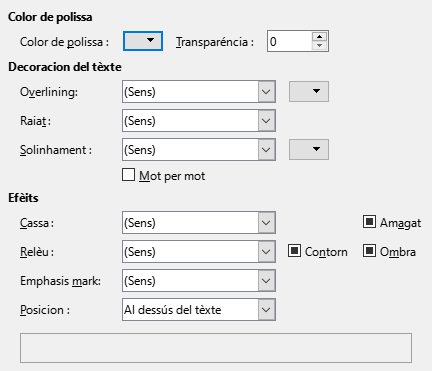 Color de polissa
Color de polissa : Transparéncia : 0
Decoracion del tèxte
Overlining: (Sens)
Raiat : (Sens)
Solinhament : (Sens)
Mot per mot
Efèits
Cassa : (Sens) Amagat
Relèu : (Sens) Contorn Ombra
Emphasis mark: (Sens)
Posicion : Al dessús del tèxte